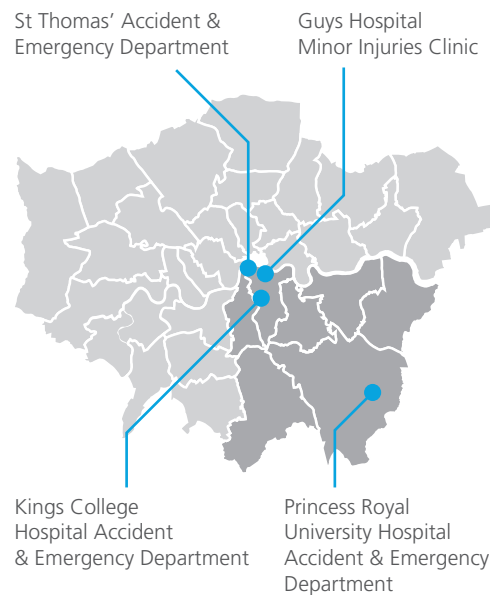 St Thomas’ Accident &
Emergency Department
Guys Hospital
Minor Injuries Clinic
Kings College
Hospital Accident
& Emergency Department
Princess Royal
University Hospital
Accident & Emergency
Department